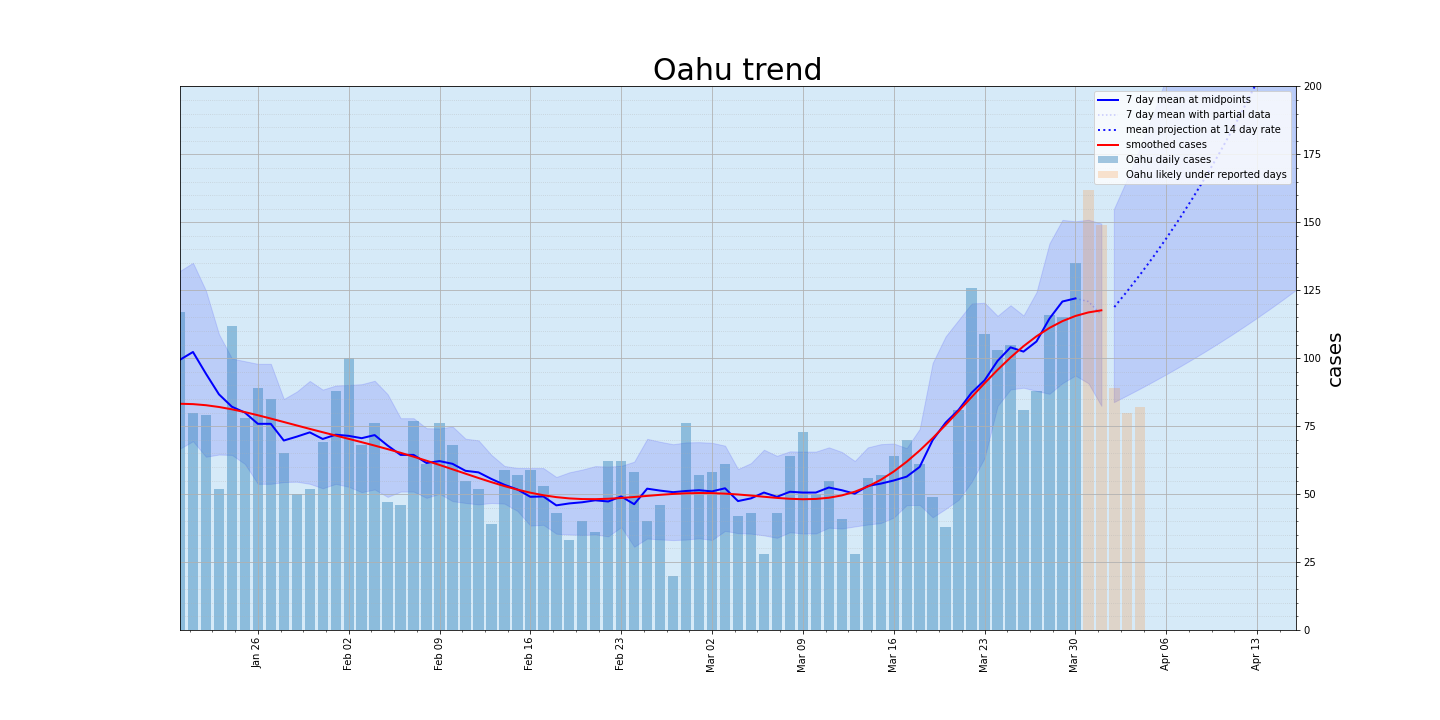 Oahu trend
7 day mean at midpoints
7 day mean with partial data
mean projection at 14 day rate
smoothed cases
Oahu daily cases
Oahu likely under reported days
200
175
150
125
100
75
50
25
0
cases
Jan 26
Feb 02
Feb 09
Feb 16
Feb 23
Mar 02
Mar 09
Mar 16
Mar 23
Mar 30
Apr 06
Apr 13